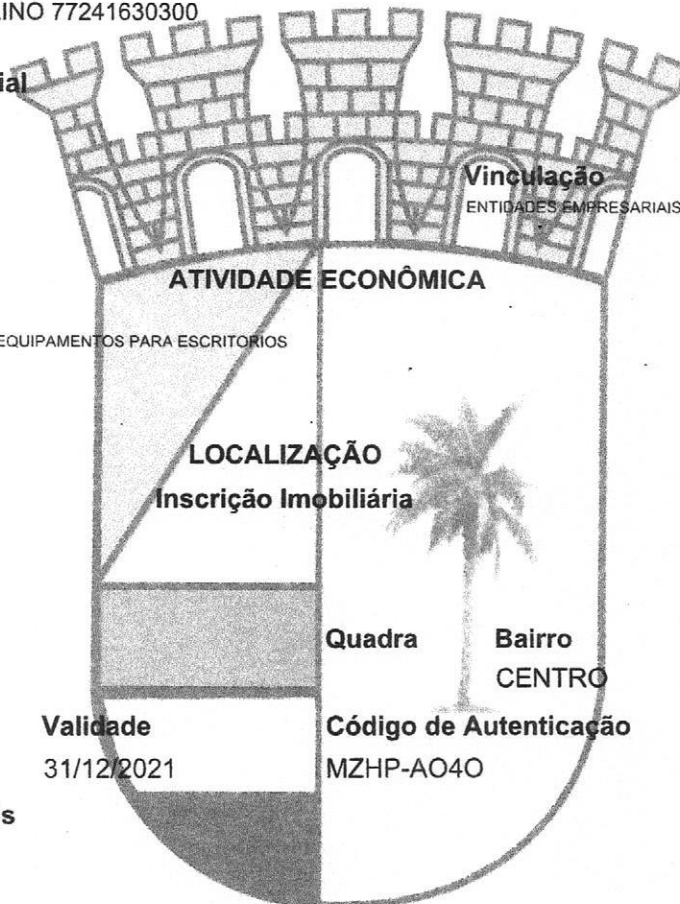 LINO 77241630300
ial
Vinculação
ENTIDADES EMPRESARIAIS
ATIVIDADE ECONÔMICA
EQUIPAMENTOS PARA ESCRITORIOS
LOCALIZAÇÃO
Inscrição Imobiliária
Quadra Bairro
CENTRO
Validade Código de Autenticação
31/12/2021 MZHP-AO4O
s